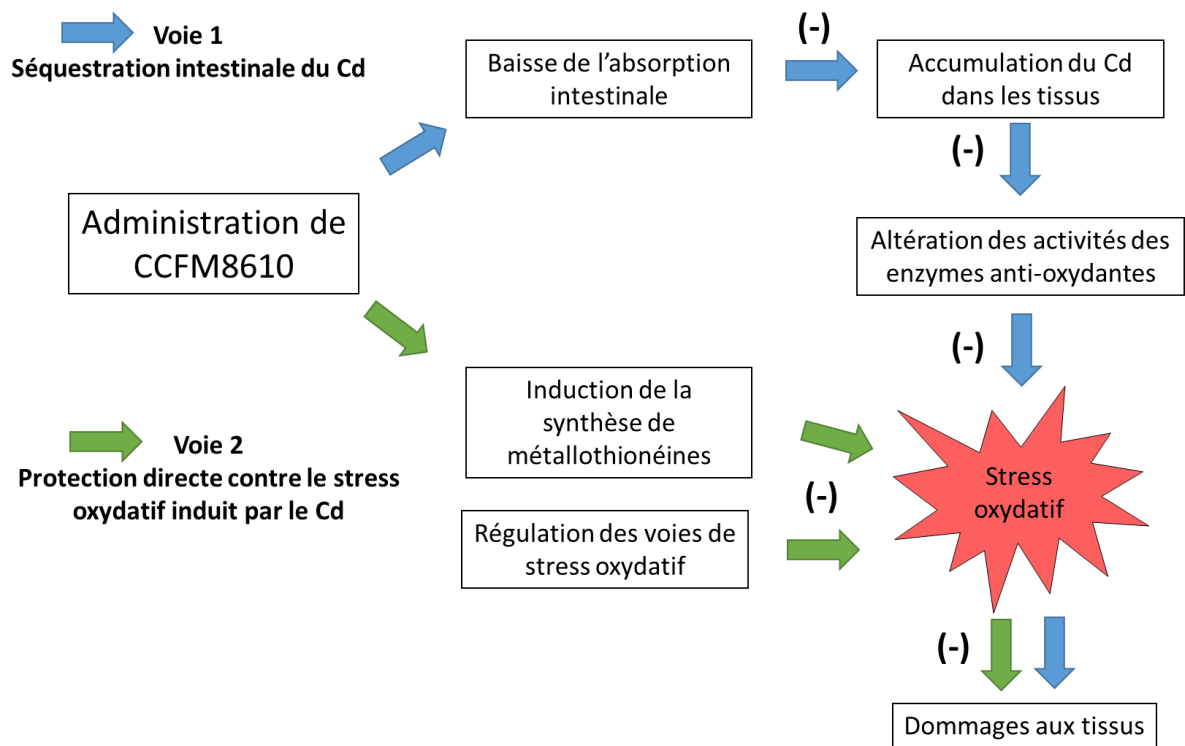 Voie 1
Séquestration intestinale du Cd
Baisse de l'absorption
intestinale
(-)
Accumulation du Cd
dans les tissus
(-)
Administration de
CCFM8610
Altération des activités des
enzymes anti-oxydantes
(-)
Induction de la
synthèse de
métallothionéines
Voie 2
Protection directe contre le stress
oxydatif induit par le Cd
(-)
Régulation des voies de
stress oxydatif
Stress
oxydatif
(-)
Dommages aux tissus